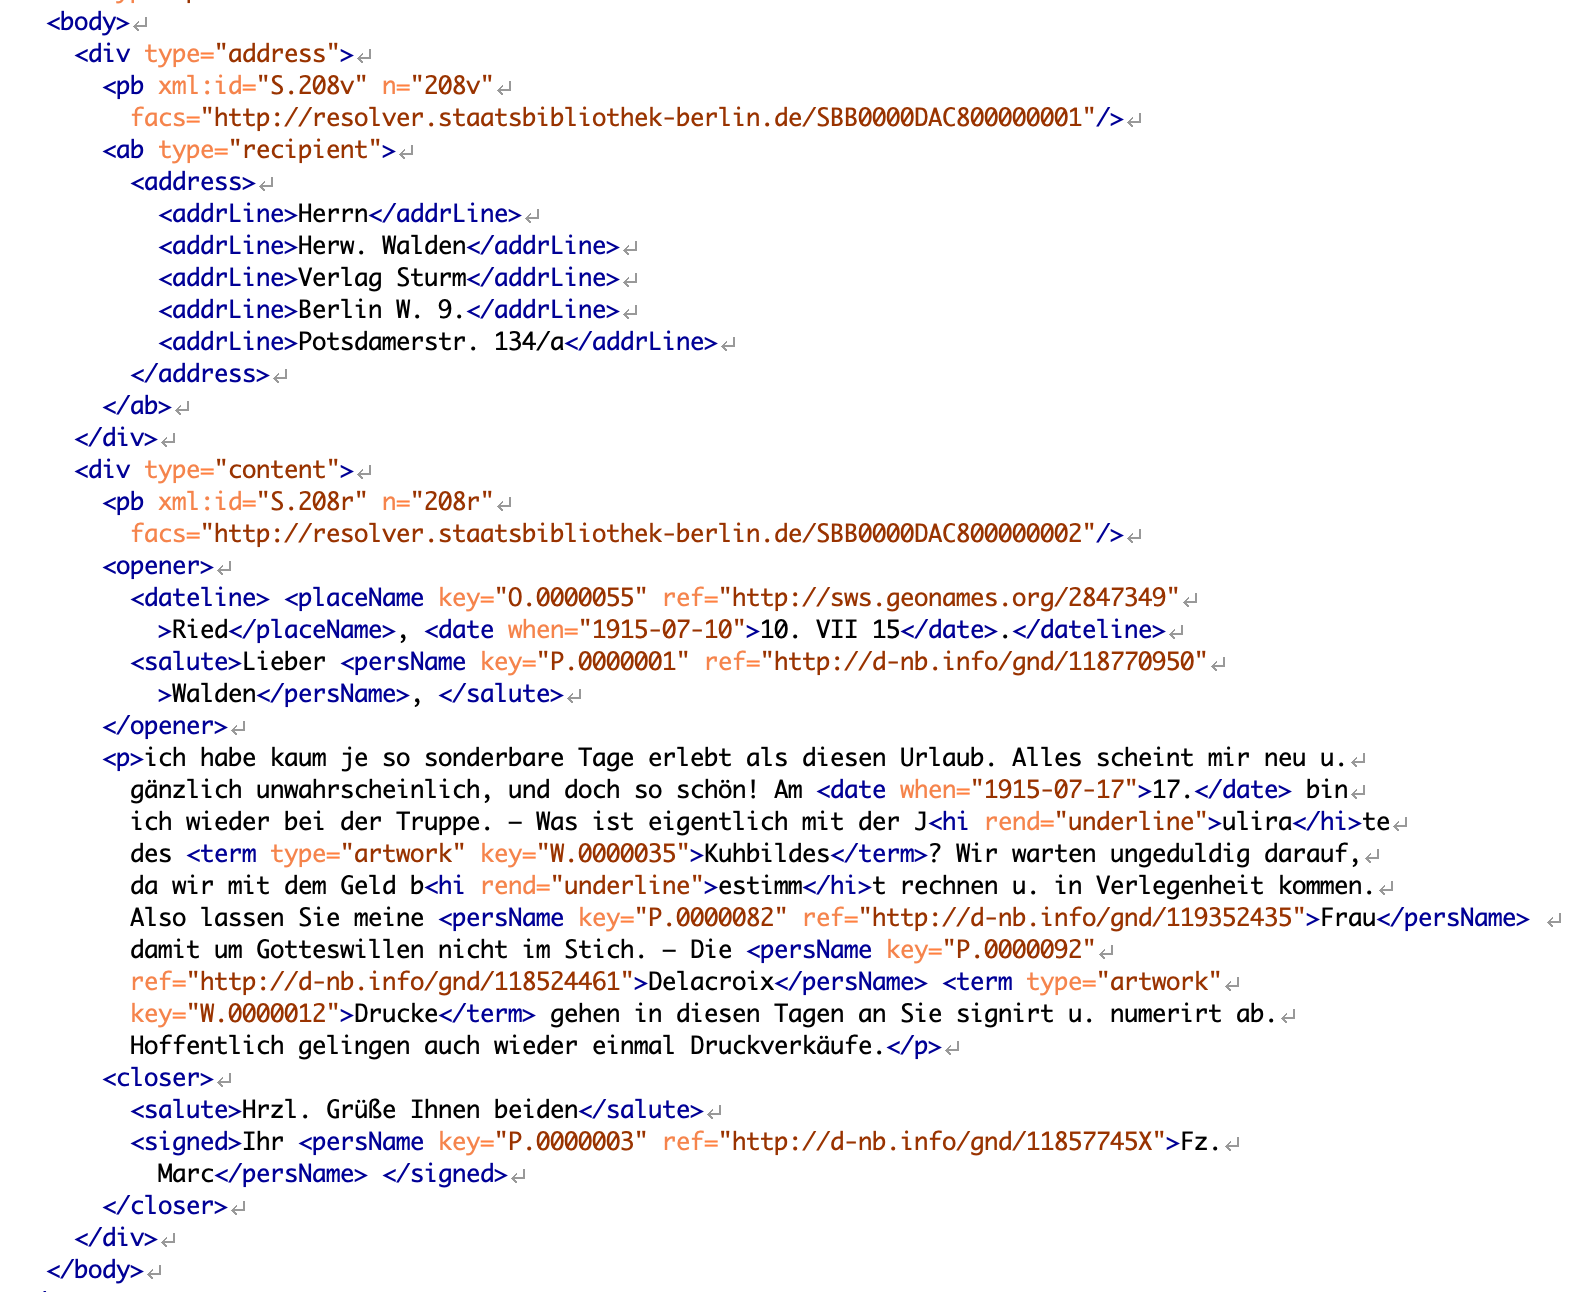 <body>
<div type="address">
<pb xml:id="S.208v" n="208v"
facs="http://resolver.staatsbibliothek-berlin.de/SBB0000DAC800000001"/>
<ab type="recipient">
<address>
<addrLine>Herrn</addrLine>
<addrLine>Herw. Walden</addrLine>
<addrLine>Verlag Sturm</addrLine>
<addrLine>Berlin W. 9.</addrLine>
<addrLine>Potsdamerstr. 134/a</addrLine>
</address>
</ab>
</div>
<div type="content">
<pb xml:id="S.208r" n="208r"
facs="http://resolver.staatsbibliothek-berlin.de/SBB0000DAC800000002"/>
<opener>
<dateline> <placeName key="O.0000055" ref="http://sws.geonames.org/2847349"
>Ried</placeName>, <date when="1915-07-10">10. VII 15</date>.</dateline>
<salute>Lieber <persName key="P.0000001" ref="http://d-nb.info/gnd/118770950"
>Walden</persName>, </salute>
</opener>
<p>ich habe kaum je so sonderbare Tage erlebt als diesen Urlaub. Alles scheint mir neu u.
gänzlich unwahrscheinlich, und doch so schön! Am <date when="1915-07-17">17.</date> bin
ich wieder bei der Truppe. – Was ist eigentlich mit der J<hi rend="underline">ulira</hi>te
des <term type="artwork" key="W.0000035">Kuhbildes</term>? Wir warten ungeduldig darauf,
da wir mit dem Geld b<hi rend="underline">estimm</hi>t rechnen u. in Verlegenheit kommen.
Also lassen Sie meine <persName key="P.0000082" ref="http://d-nb.info/gnd/119352435">Frau</persName>
damit um Gotteswillen nicht im Stich. – Die <persName key="P.0000092"
ref="http://d-nb.info/gnd/118524461">Delacroix</persName> <term type="artwork"
key="W.0000012">Drucke</term> gehen in diesen Tagen an Sie signirt u. numerirt ab.
Hoffentlich gelingen auch wieder einmal Druckverkäufe.</p>
<closer>
<salute>Hrzl. Grüße Ihnen beiden</salute>
<signed>Ihr <persName key="P.0000003" ref="http://d-nb.info/gnd/11857745X">Fz.
Marc</persName> </signed>
</closer>
</div>
</body>